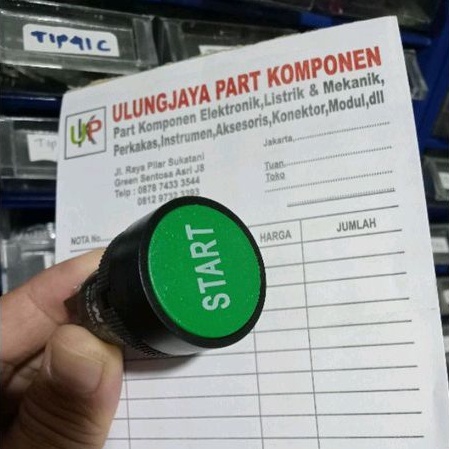 TIP41C
UKP
ULUNGJAYA PART KOMPONEN
Part Komponen Elektronik,Listrik & Mekanik,
Perkakas,Instrumen,Aksesoris,Konektor,Modul,dll
Jl. Raya Pilar Sukatani
Green Sentosa Asri J8
Telp : 0878 7433 3544
Jakarta,
Tuan
Toko
NOTA No.
HARGA
JUMLAH
START